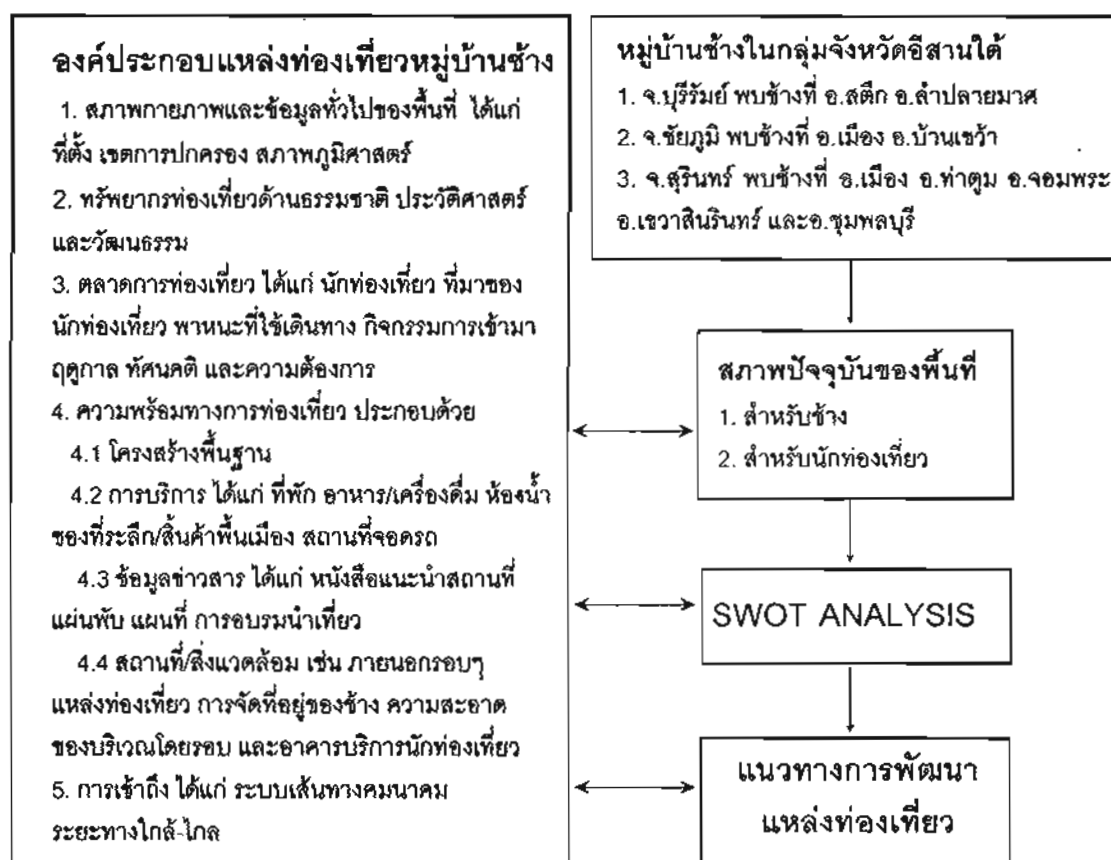 องค์ประกอบแหล่งท่องเที่ยวหมู่บ้านช้าง
1. สภาพกายภาพและข้อมูลทั่วไปของพื้นที่ ได้แก่
ที่ตั้ง เขตการปกครอง สภาพภูมิศาสตร์
2. ทรัพยากรท่องเที่ยวด้านธรรมชาติ ประวัติศาสตร์
และวัฒนธรรม
3. ตลาดการท่องเที่ยว ได้แก่ นักท่องเที่ยว ที่มาของ
นักท่องเที่ยว พาหนะที่ใช้เดินทาง กิจกรรมการเข้ามา
ฤดูกาล ทัศนคติ และความต้องการ
4. ความพร้อมทางการท่องเที่ยว ประกอบด้วย
4.1 โครงสร้างพื้นฐาน
4.2 การบริการ ได้แก่ ที่พัก อาหาร/เครื่องดื่ม ห้องน้ำ
ของที่ระลึก/สินค้าพื้นเมือง สถานที่จอดรถ
4.3 ข้อมูลข่าวสาร ได้แก่ หนังสือแนะนำสถานที่
แผ่นพับ แผนที่ การอบรมนำเที่ยว
4.4 สถานที่/สิ่งแวดล้อม เช่น ภายนอกรอบๆ
แหล่งท่องเที่ยว การจัดที่อยู่ของช้าง ความสะอาด
ของบริเวณโดยรอบ และอาคารบริการนักท่องเที่ยว
5. การเข้าถึง ได้แก่ ระบบเส้นทางคมนาคม
ระยะทางใกล้-ไกล
หมู่บ้านช้างในกลุ่มจังหวัดอีสานใต้
1. จ.บุรีรัมย์ พบช้างที่ อ.สตึก อ.ลำปลายมาศ
2. จ.ชัยภูมิ พบช้างที่ อ.เมือง อ.บ้านเขว้า
3. จ.สุรินทร์ พบช้างที่ อ.เมือง อ.ท่าตูม อ.จอมพระ
อ.เขวาสินรินทร์ และอ.ชุมพลบุรี
สภาพปัจจุบันของพื้นที่
1. สำหรับช้าง
2. สำหรับนักท่องเที่ยว
SWOT ANALYSIS
แนวทางการพัฒนา
แหล่งท่องเที่ยว